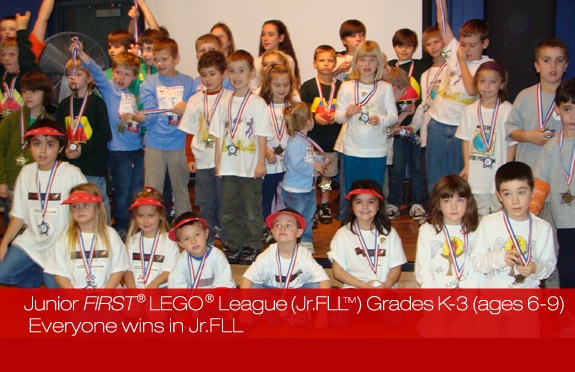 Junior FIRST® LEGO® League (Jr.FLL™) Grades K-3 (ages 6-9)
Everyone wins in Jr.FLL